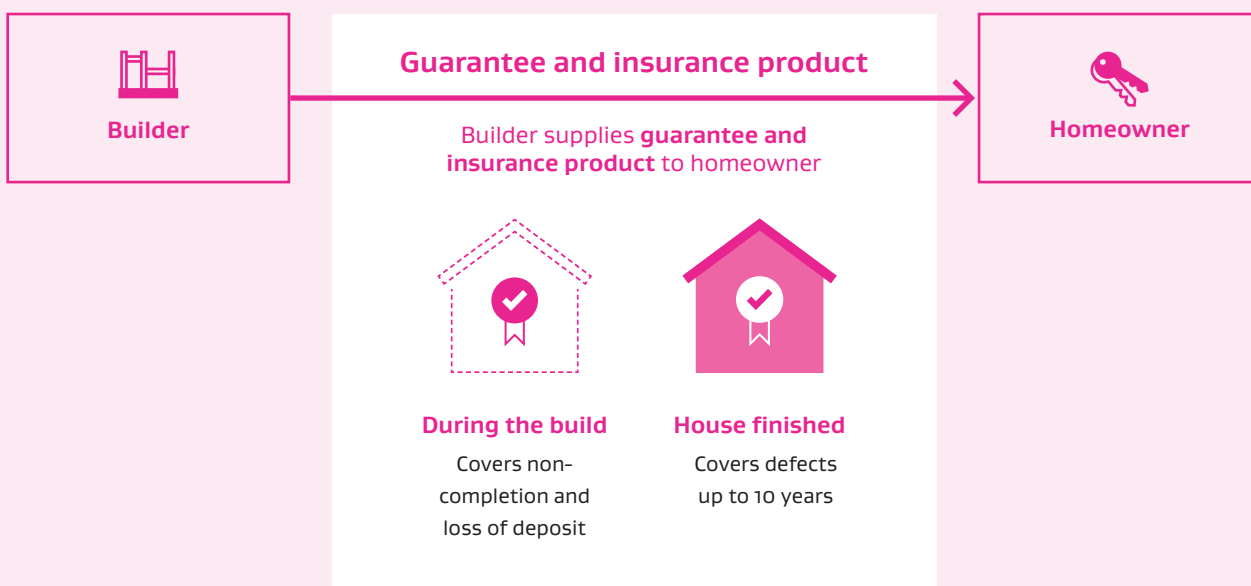 Builder
Guarantee and insurance product
Builder supplies guarantee and
insurance product to homeowner
Homeowner
During the build
Covers non-
completion and
loss of deposit
House finished
Covers defects
up to 10 years